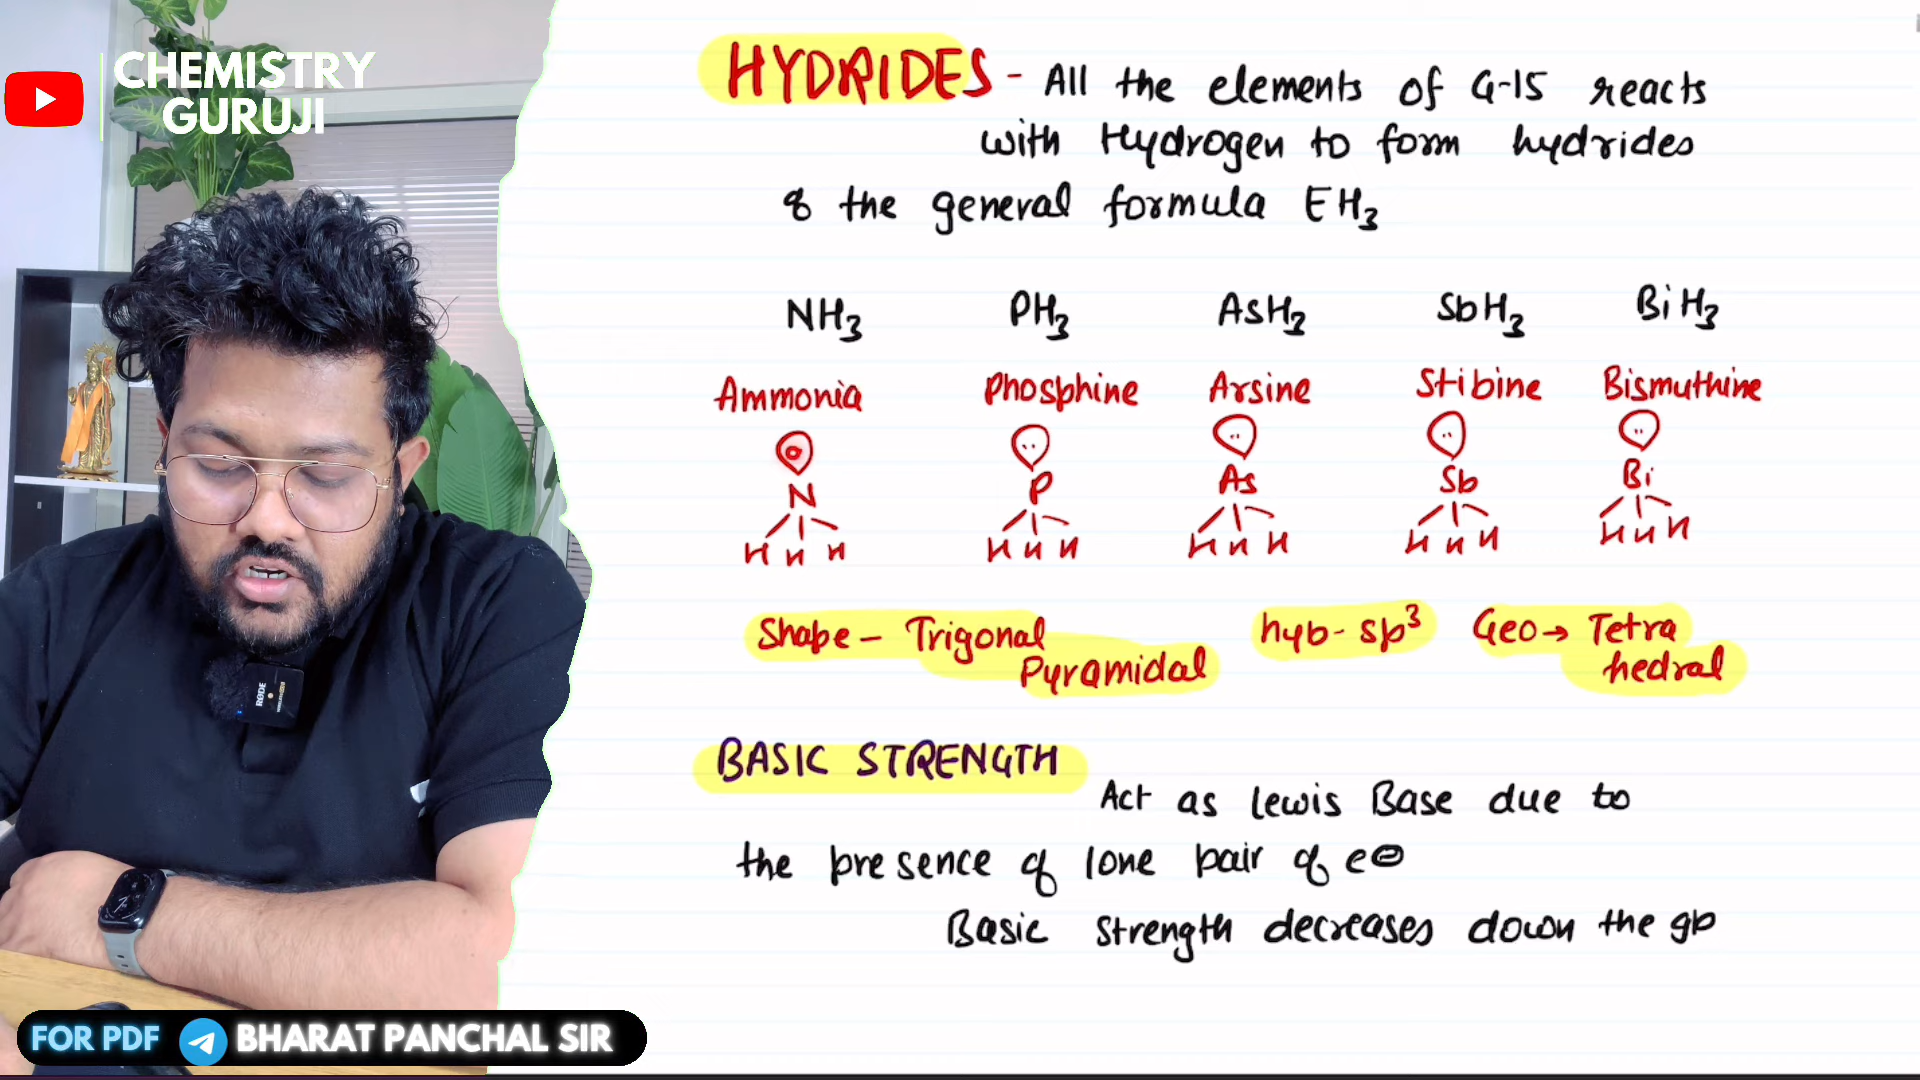 CHEMISTRY
GURUJI
HYDRIDES - All the elements of G-15 reacts
with Hydrogen to form hydrides
& the general formula EH₃
NH₃ PH₃ AsH₃ SbH₃ BiH₃
Ammonia Phosphine Arsine Stibine Bismuthine
N P As Sb Bi
H H H H H H H H H H H H H H H
Shape - Trigonal hyb - sp³ Geo → Tetra
Pyramidal hedral
BASIC STRENGTH
Act as lewis Base due to
the presence of lone pair of e⊖
Basic strength decreases down the gp
RØDE
FOR PDF BHARAT PANCHAL SIR